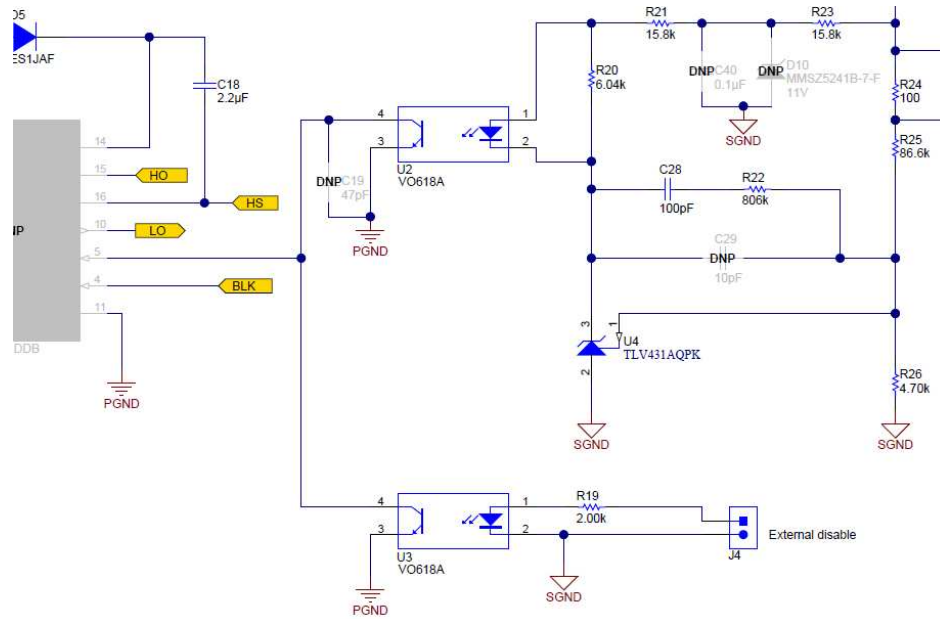 D5
ES1JAF
C18
2.2µF
14
15
HO
16
HS
10
LO
5
4
BLK
11
NP
DDB
PGND
4
3
1
2
U2
VO618A
DNP
C19
47pF
PGND
R21
15.8k
R23
15.8k
R20
6.04k
DNP
C40
0.1µF
DNP
D10
MMSZ5241B-7-F
11V
SGND
R24
100
R25
86.6k
C28
100pF
R22
806k
C29
DNP
10pF
3
1
U4
TLV431AQPK
2
SGND
R26
4.70k
SGND
4
3
1
2
U3
VO618A
PGND
R19
2.00k
SGND
J4
External disable